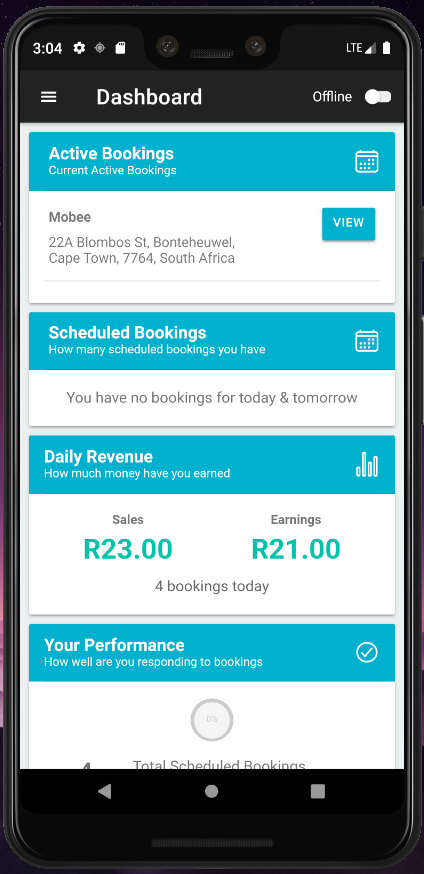 3:04
LTE
Dashboard
Offline
Active Bookings
Current Active Bookings
Mobee
VIEW
22A Blombos St, Bonteheuwel,
Cape Town, 7764, South Africa
Scheduled Bookings
How many scheduled bookings you have
You have no bookings for today & tomorrow
Daily Revenue
How much money have you earned
Sales
Earnings
R23.00
R21.00
4 bookings today
Your Performance
How well are you responding to bookings
0%
4
Total Scheduled Bookings